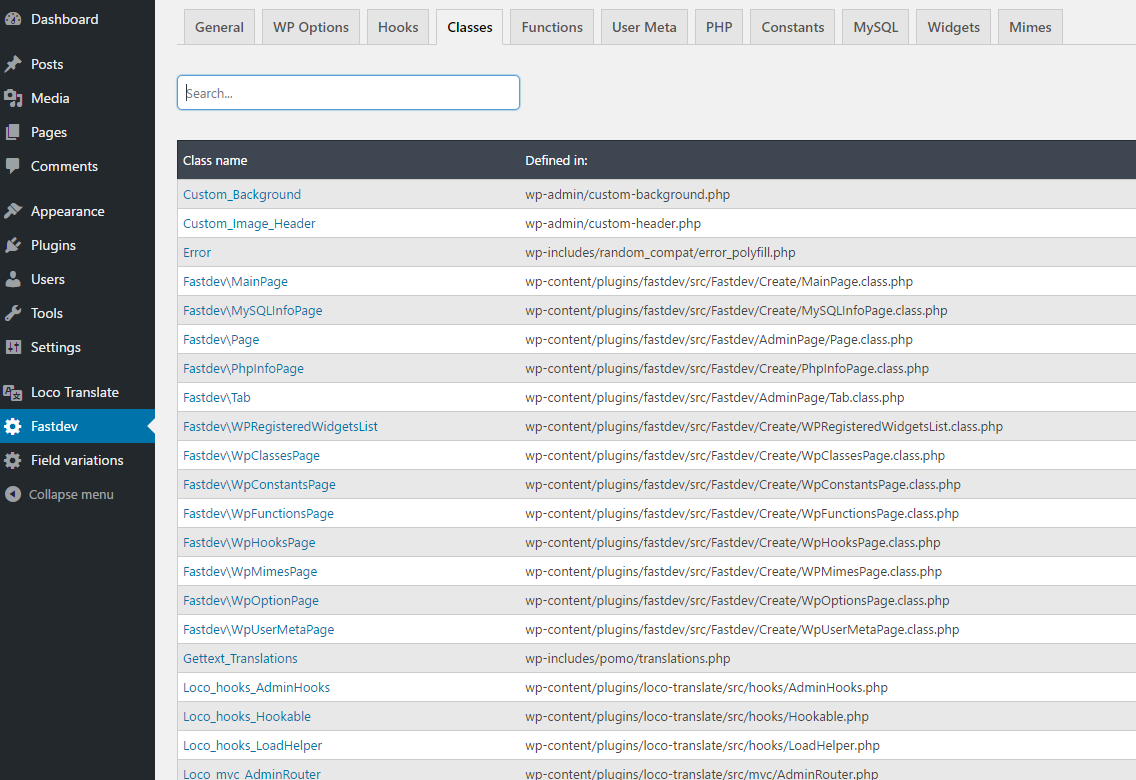 Dashboard
Posts
Media
Pages
Comments
Appearance
Plugins
Users
Tools
Settings
Loco Translate
Fastdev
Field variations
Collapse menu
General WP Options Hooks Classes Functions User Meta PHP Constants MySQL Widgets Mimes
Search...
Class name Defined in:
Custom_Background wp-admin/custom-background.php
Custom_Image_Header wp-admin/custom-header.php
Error wp-includes/random_compat/error_polyfill.php
Fastdev\MainPage wp-content/plugins/fastdev/src/Fastdev/Create/MainPage.class.php
Fastdev\MySQLInfoPage wp-content/plugins/fastdev/src/Fastdev/Create/MySQLInfoPage.class.php
Fastdev\Page wp-content/plugins/fastdev/src/Fastdev/AdminPage/Page.class.php
Fastdev\PhpInfoPage wp-content/plugins/fastdev/src/Fastdev/Create/PhpInfoPage.class.php
Fastdev\Tab wp-content/plugins/fastdev/src/Fastdev/AdminPage/Tab.class.php
Fastdev\WPRegisteredWidgetsList wp-content/plugins/fastdev/src/Fastdev/Create/WPRegisteredWidgetsList.class.php
Fastdev\WpClassesPage wp-content/plugins/fastdev/src/Fastdev/Create/WpClassesPage.class.php
Fastdev\WpConstantsPage wp-content/plugins/fastdev/src/Fastdev/Create/WpConstantsPage.class.php
Fastdev\WpFunctionsPage wp-content/plugins/fastdev/src/Fastdev/Create/WpFunctionsPage.class.php
Fastdev\WpHooksPage wp-content/plugins/fastdev/src/Fastdev/Create/WpHooksPage.class.php
Fastdev\WpMimesPage wp-content/plugins/fastdev/src/Fastdev/Create/WPMimesPage.class.php
Fastdev\WpOptionPage wp-content/plugins/fastdev/src/Fastdev/Create/WpOptionsPage.class.php
Fastdev\WpUserMetaPage wp-content/plugins/fastdev/src/Fastdev/Create/WpUserMetaPage.class.php
Gettext_Translations wp-includes/pomo/translations.php
Loco_hooks_AdminHooks wp-content/plugins/loco-translate/src/hooks/AdminHooks.php
Loco_hooks_Hookable wp-content/plugins/loco-translate/src/hooks/Hookable.php
Loco_hooks_LoadHelper wp-content/plugins/loco-translate/src/hooks/LoadHelper.php
Loco_mvc_AdminRouter wp-content/plugins/loco-translate/src/mvc/AdminRouter.php